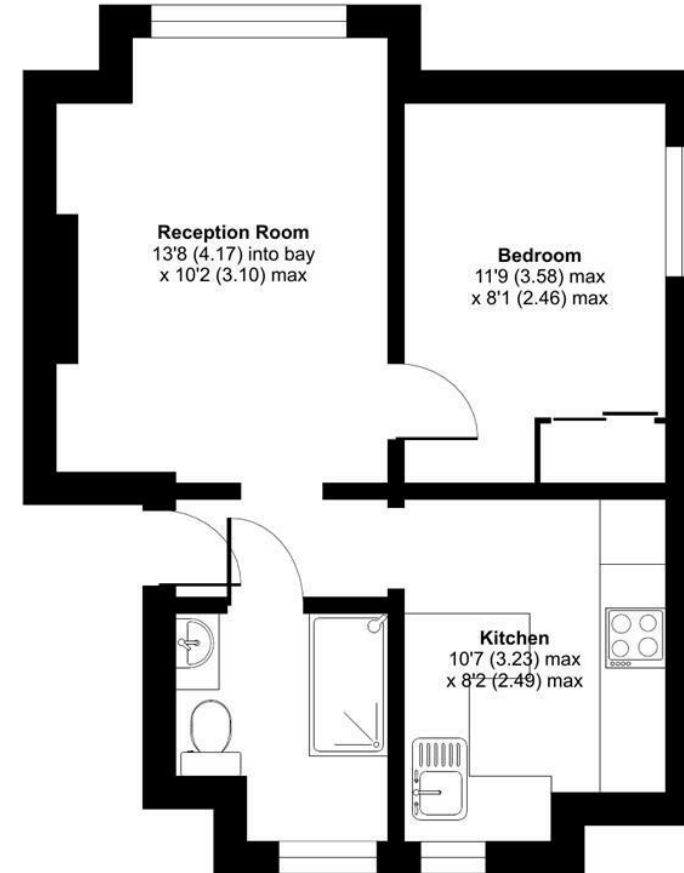 Reception Room
13'8 (4.17) into bay
x 10'2 (3.10) max
Bedroom
11'9 (3.58) max
x 8'1 (2.46) max
Kitchen
10'7 (3.23) max
x 8'2 (2.49) max